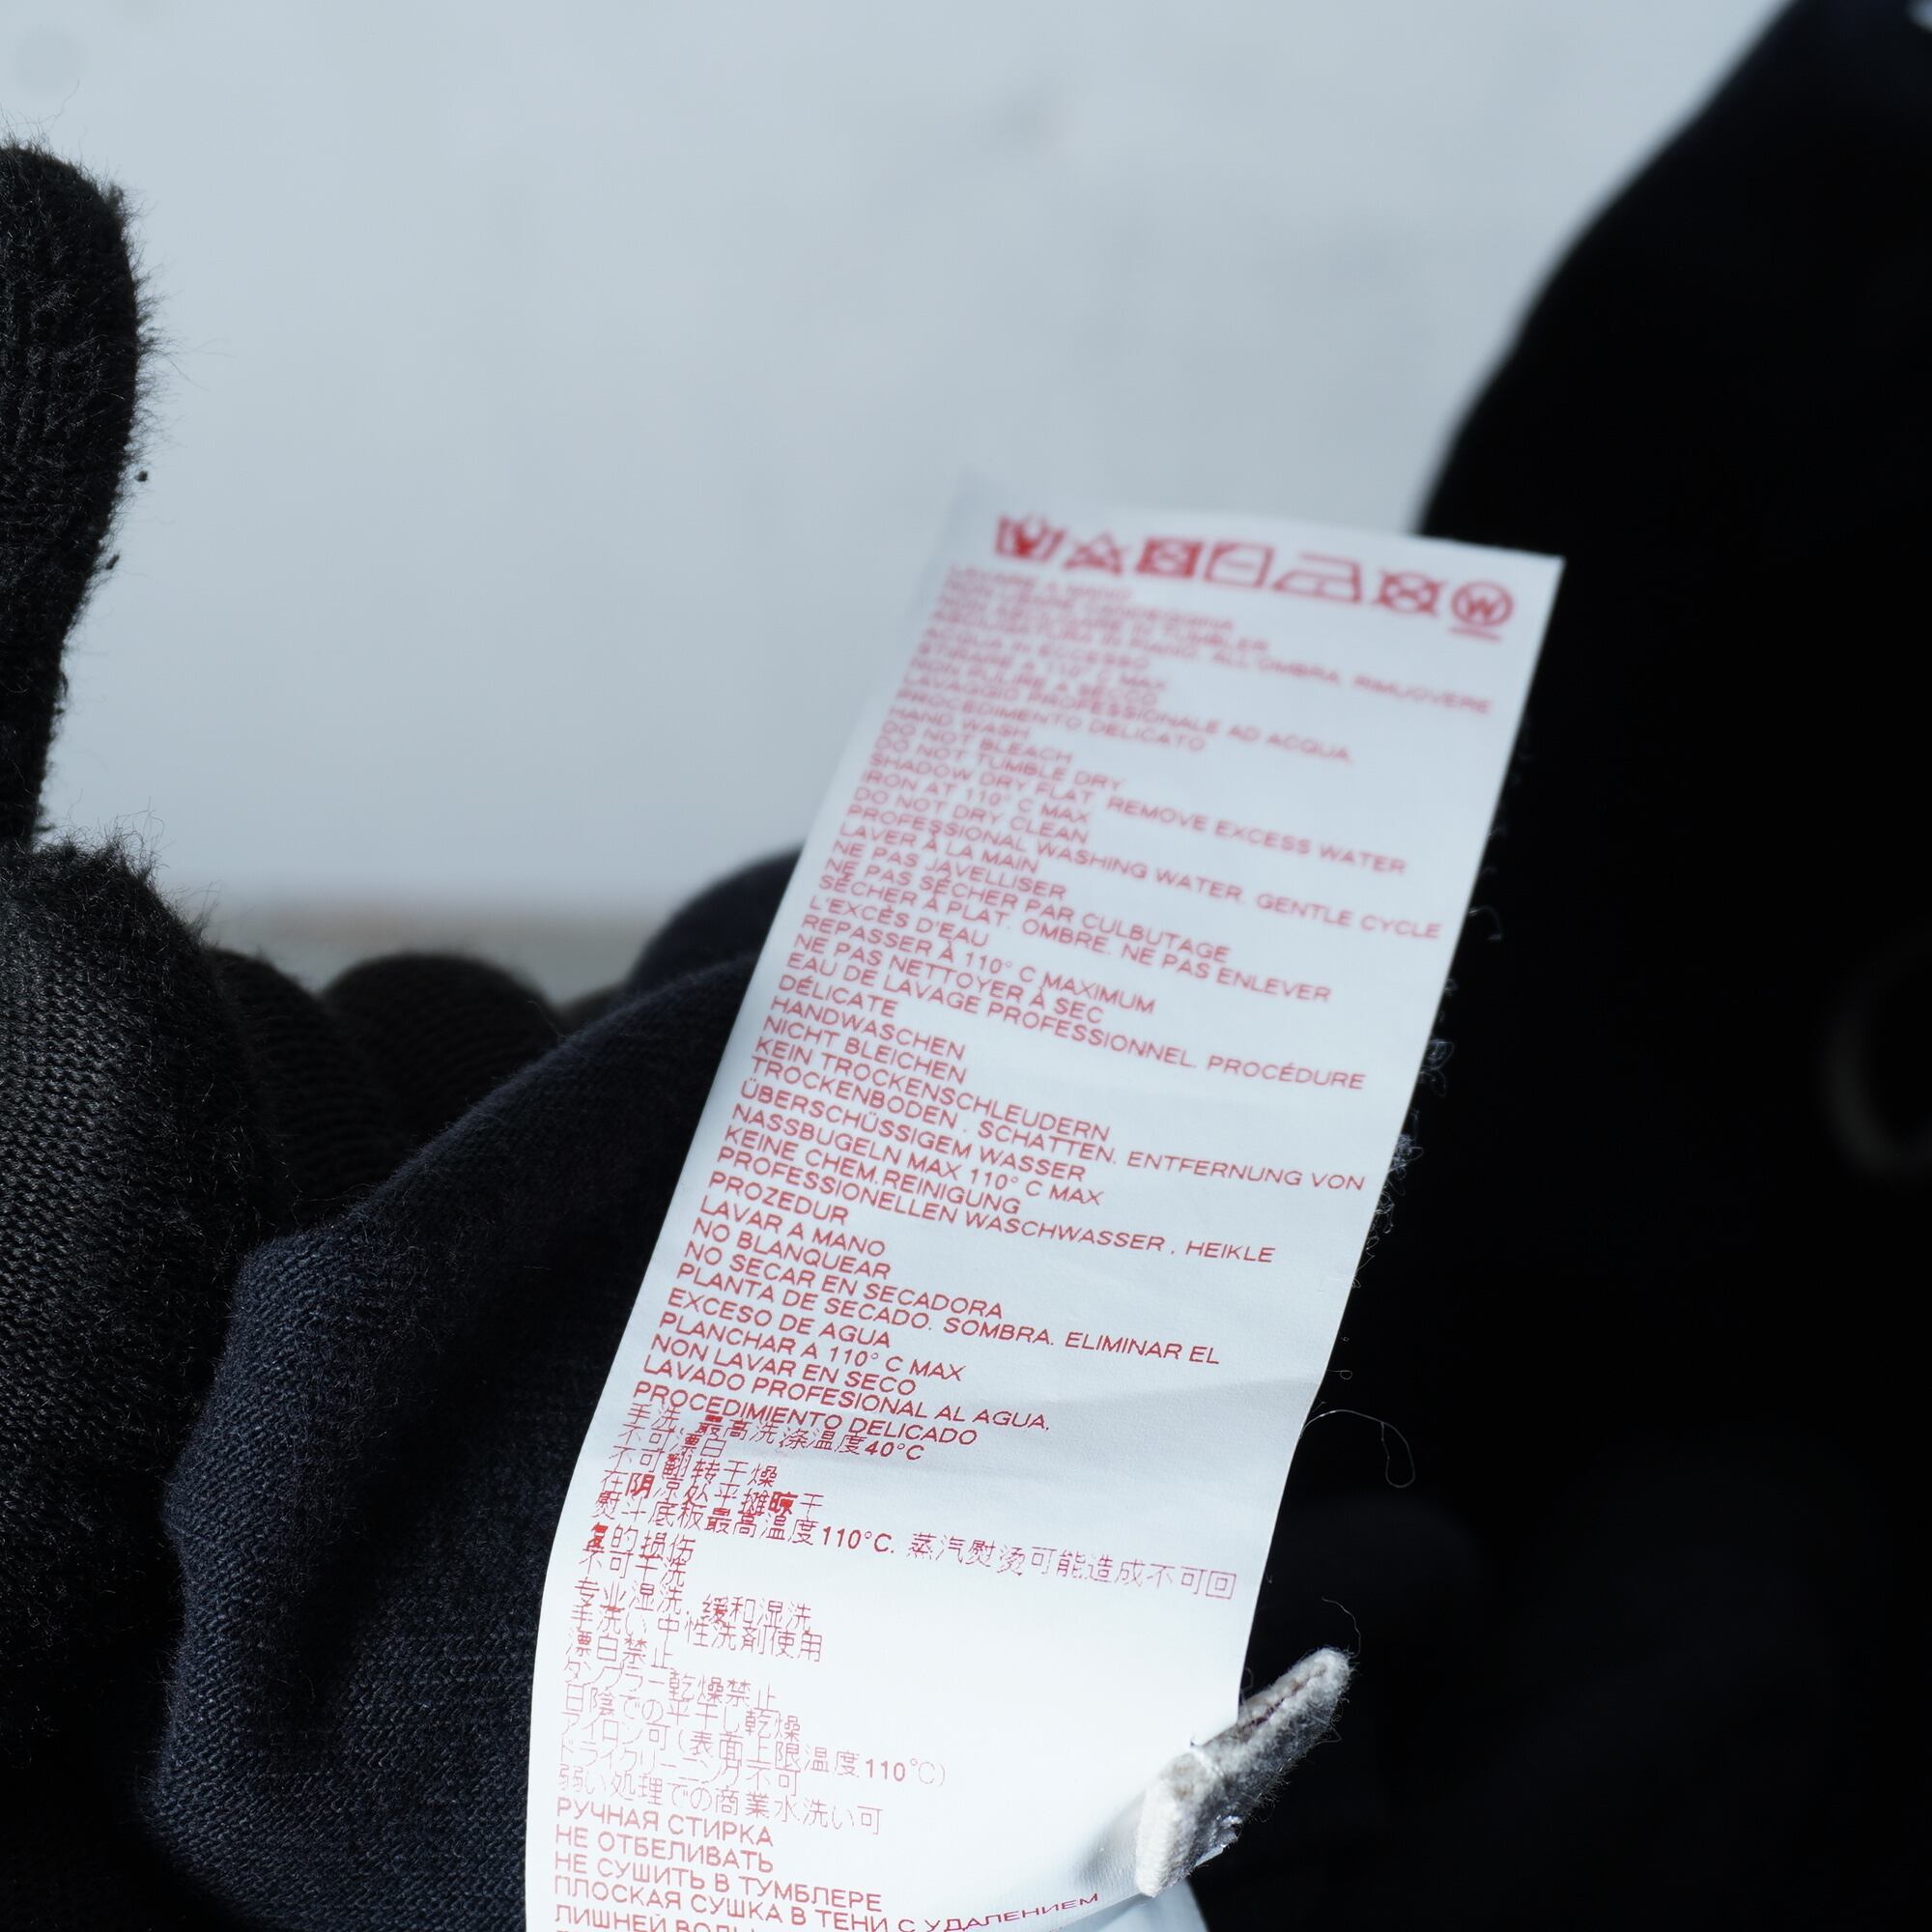 LAVARE A MANO
ASCIUGATURA IN PIANO. ALL'OMBRA. RIMUOVERE
ACQUA IN ECCESSO
STIRARE A 110° C MAX
NON PULIRE A SECCO
LAVAGGIO PROFESSIONALE AD ACQUA,
PROCEDIMENTO DELICATO
HAND WASH
DO NOT BLEACH
DO NOT TUMBLE DRY
SHADOW DRY FLAT. REMOVE EXCESS WATER
IRON AT 110° C MAX
DO NOT DRY CLEAN
PROFESSIONAL WASHING WATER. GENTLE CYCLE
LAVER À LA MAIN
NE PAS JAVELLISER
NE PAS SÉCHER PAR CULBUTAGE
SÉCHER À PLAT. OMBRE. NE PAS ENLEVER
L'EXCÈS D'EAU
REPASSER À 110° C MAXIMUM
NE PAS NETTOYER À SEC
EAU DE LAVAGE PROFESSIONNEL. PROCÉDURE
DÉLICATE
HANDWASCHEN
NICHT BLEICHEN
KEIN TROCKENSCHLEUDERN
TROCKENBODEN . SCHATTEN. ENTFERNUNG VON
ÜBERSCHÜSSIGEM WASSER
NASSBUGELN MAX 110° C MAX
KEINE CHEM.REINIGUNG
PROFESSIONELLEN WASCHWASSER , HEIKLE
PROZEDUR
LAVAR A MANO
NO BLANQUEAR
NO SECAR EN SECADORA
PLANTA DE SECADO. SOMBRA. ELIMINAR EL
EXCESO DE AGUA
PLANCHAR A 110° C MAX
NON LAVAR EN SECO
LAVADO PROFESIONAL AL AGUA,
PROCEDIMIENTO DELICADO
手洗, 最高洗涤温度40°C
不可漂白
不可翻转干燥
在阴凉处平摊晾干
熨斗底板最高温度110°C. 蒸汽熨烫可能造成不可回
复的损伤
不可干洗
专业湿洗, 缓和湿洗
手洗い 中性洗剤使用
漂白禁止
タンブラー乾燥禁止
日陰での平干し乾燥
アイロン可(表面上限温度110℃)
ドライクリーニング不可
弱い処理での商業水洗い可
РУЧНАЯ СТИРКА
НЕ ОТБЕЛИВАТЬ
НЕ СУШИТЬ В ТУМБЛЕРЕ
ПЛОСКАЯ СУШКА В ТЕНИ С УДАЛЕНИЕМ
ЛИШНЕЙ ВОДЫ